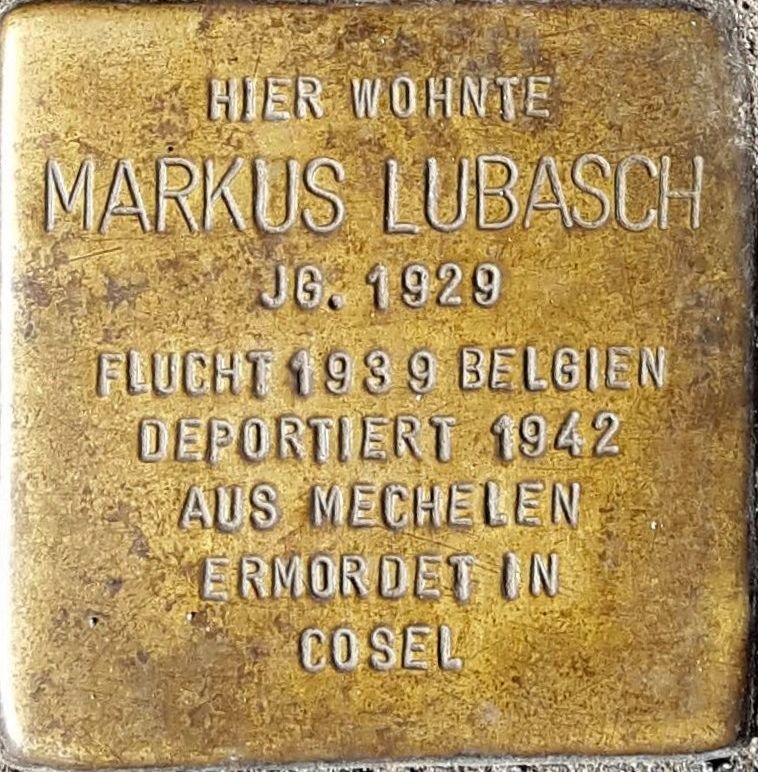 HIER WOHNTE
MARKUS LUBASCH
JG. 1929
FLUCHT 1939 BELGIEN
DEPORTIERT 1942
AUS MECHELEN
ERMORDET IN
COSEL